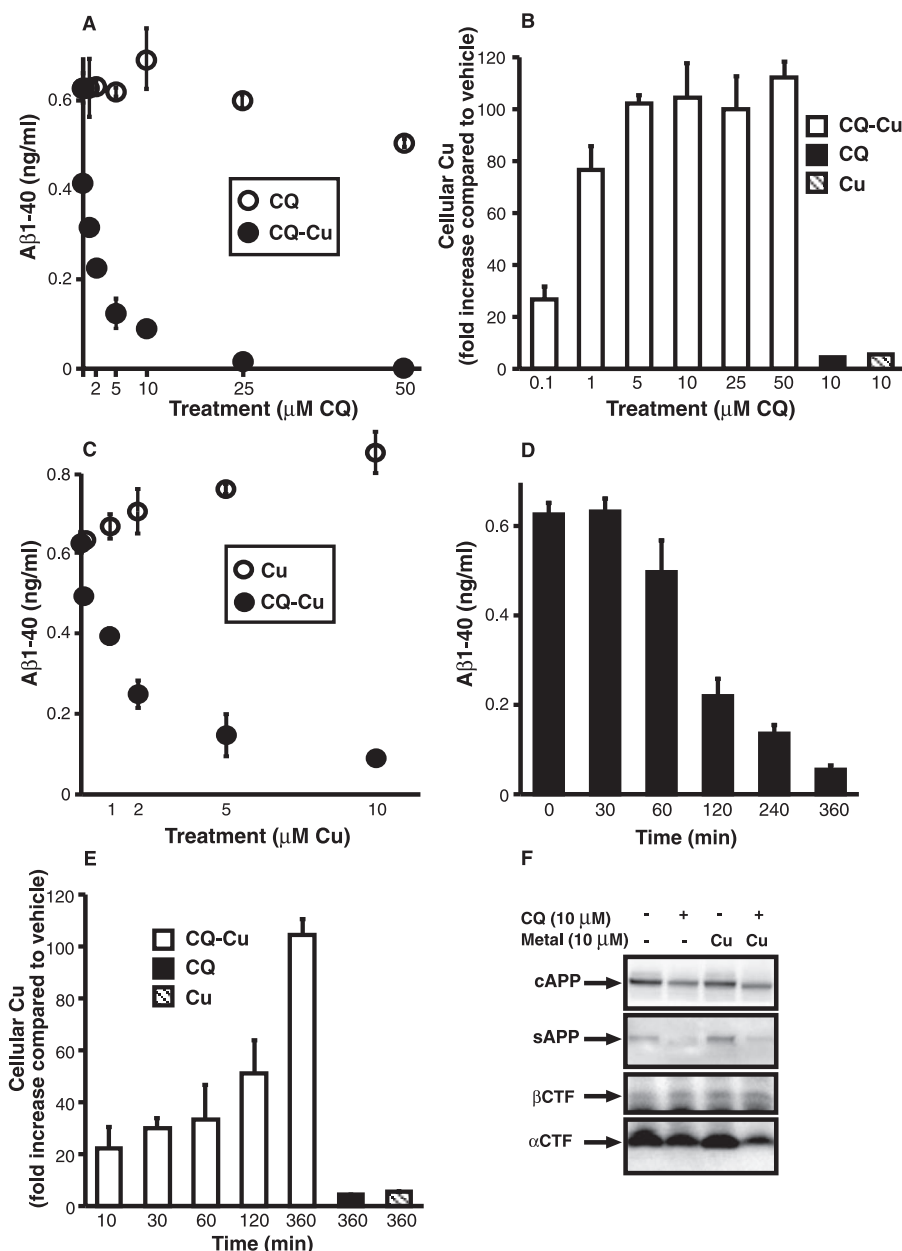 A
Aβ1-40 (ng/ml)
0.6
0.4
0.2
0
CQ
CQ-Cu
2 5 10 25 50
Treatment (μM CQ)
B
Cellular Cu
(fold increase compared to vehicle)
120
100
80
60
40
20
0
CQ-Cu
CQ
Cu
0.1 1 5 10 25 50 10 10
Treatment (μM CQ)
C
Aβ1-40 (ng/ml)
0.8
0.6
0.4
0.2
0
Cu
CQ-Cu
1 2 5 10
Treatment (μM Cu)
D
Aβ1-40 (ng/ml)
0.6
0.4
0.2
0
0 30 60 120 240 360
Time (min)
E
Cellular Cu
(fold increase compared to vehicle)
120
100
80
60
40
20
0
CQ-Cu
CQ
Cu
10 30 60 120 360 360 360
Time (min)
F
CQ (10 μM) - + - +
Metal (10 μM) - - Cu Cu
cAPP
sAPP
βCTF
αCTF